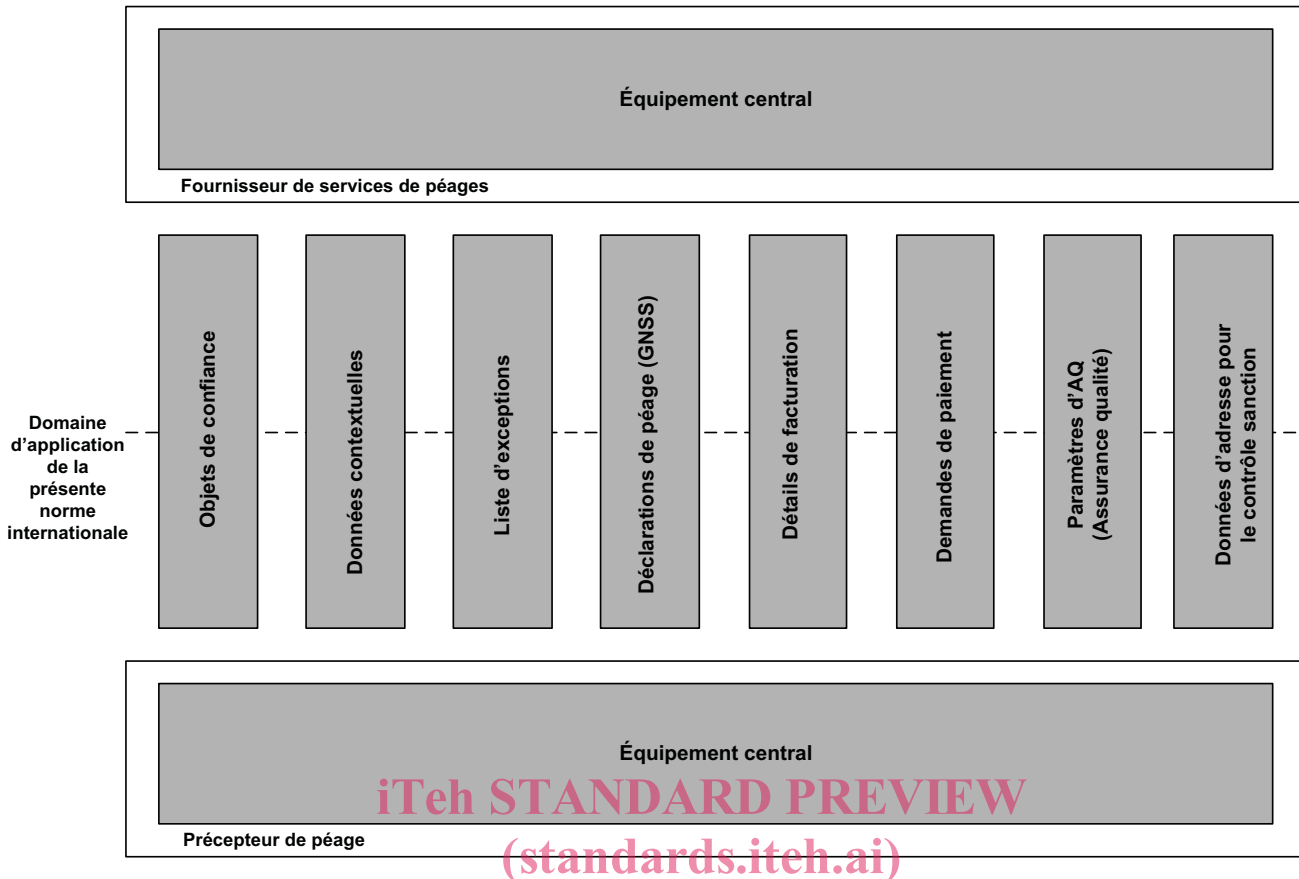 Équipement central
Fournisseur de services de péages
Domaine
d'application
de la
présente
norme
internationale
Objets de confiance
Données contextuelles
Liste d'exceptions
Déclarations de péage (GNSS)
Détails de facturation
Demandes de paiement
Paramètres d'AQ
(Assurance qualité)
Données d'adresse pour
le contrôle sanction
Équipement central
iTeh STANDARD PREVIEW
Précepteur de péage
(standards.iteh.ai)